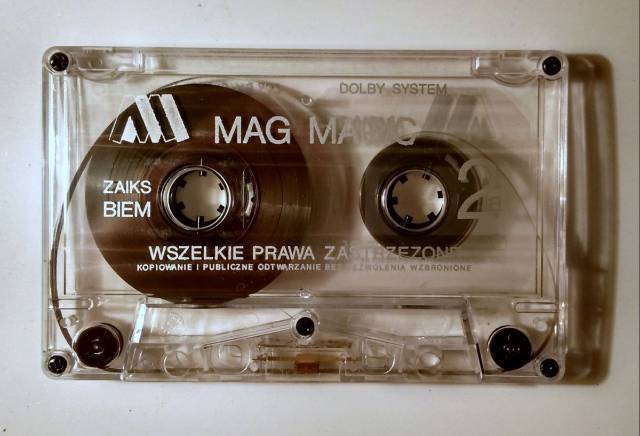 DOLBY SYSTEM
MAG MAGIC
ZAIKS
BIEM
2
WSZELKIE PRAWA ZASTRZEŻONE
KOPIOWANIE I PUBLICZNE ODTWARZANIE BEZ ZEZWOLENIA WZBRONIONE